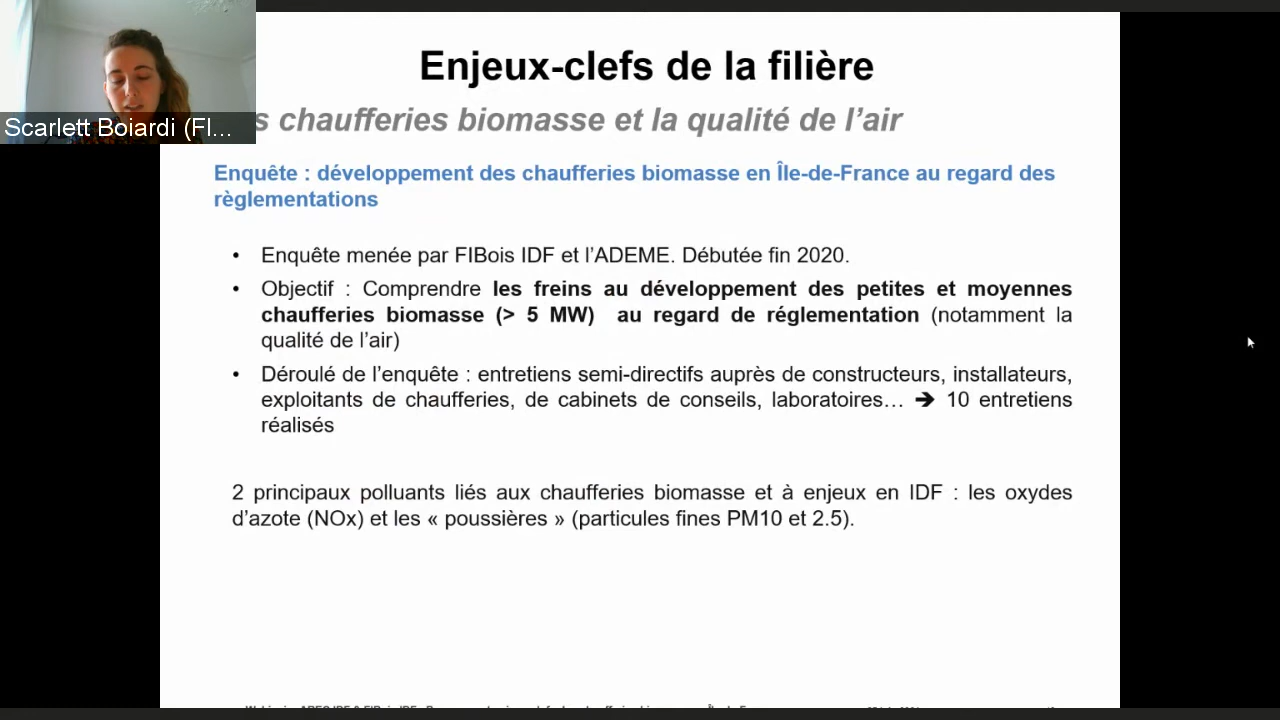 Enjeux-clefs de la filière
s chaufferies biomasse et la qualité de l’air
Scarlett Boiardi (FI...
Enquête : développement des chaufferies biomasse en Île-de-France au regard des
règlementations
• Enquête menée par FIBois IDF et l’ADEME. Débutée fin 2020.
• Objectif : Comprendre les freins au développement des petites et moyennes
chaufferies biomasse (> 5 MW) au regard de réglementation (notamment la
qualité de l’air)
• Déroulé de l’enquête : entretiens semi-directifs auprès de constructeurs, installateurs,
exploitants de chaufferies, de cabinets de conseils, laboratoires… ➔ 10 entretiens
réalisés
2 principaux polluants liés aux chaufferies biomasse et à enjeux en IDF : les oxydes
d’azote (NOx) et les « poussières » (particules fines PM10 et 2.5).